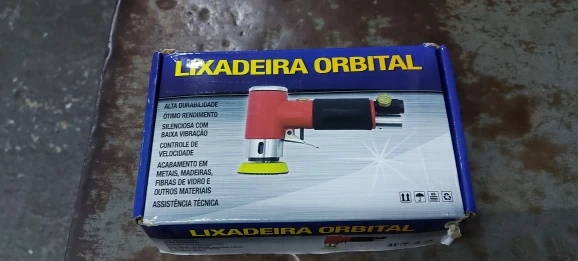 LIXADEIRA ORBITAL
ALTA DURABILIDADE
ÓTIMO RENDIMENTO
SILENCIOSA COM
BAIXA VIBRAÇÃO
CONTROLE DE
VELOCIDADE
ACABAMENTO EM
METAIS, MADEIRAS,
FIBRAS DE VIDRO E
OUTROS MATERIAIS
ASSISTÊNCIA TÉCNICA
LIXADEIRA ORBITAL